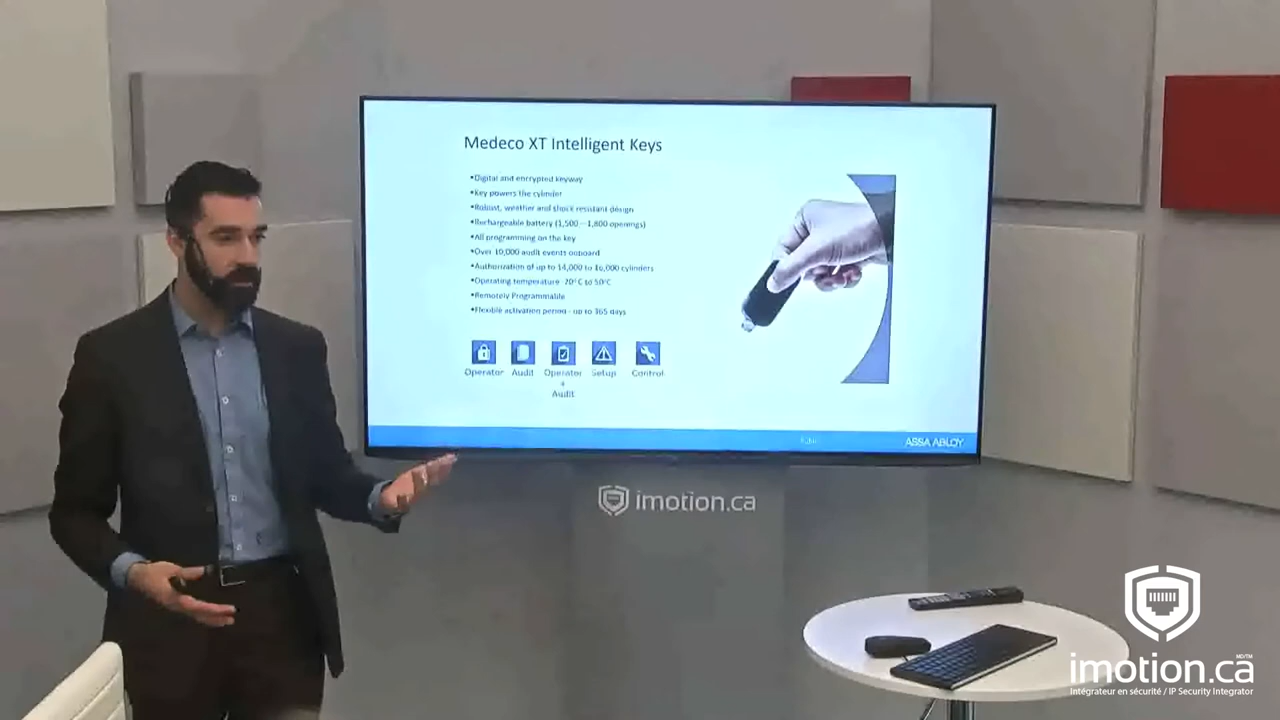 Medeco XT Intelligent Keys
•Digital and encrypted keyway
•Key powers the cylinder
•Robust, weather and shock resistant design
•Rechargeable battery (1,500 – 1,800 openings)
•All programming on the key
•Over 10,000 audit events onboard
•Authorization of up to 14,000 to 16,000 cylinders
•Operating temperature -20°C to 50°C
•Remotely Programmable
•Flexible activation period - up to 365 days
Operator Audit Operator + Audit Setup Control
ASSA ABLOY
imotion.ca
imotion.ca MD/TM
Intégrateur en sécurité / IP Security Integrator